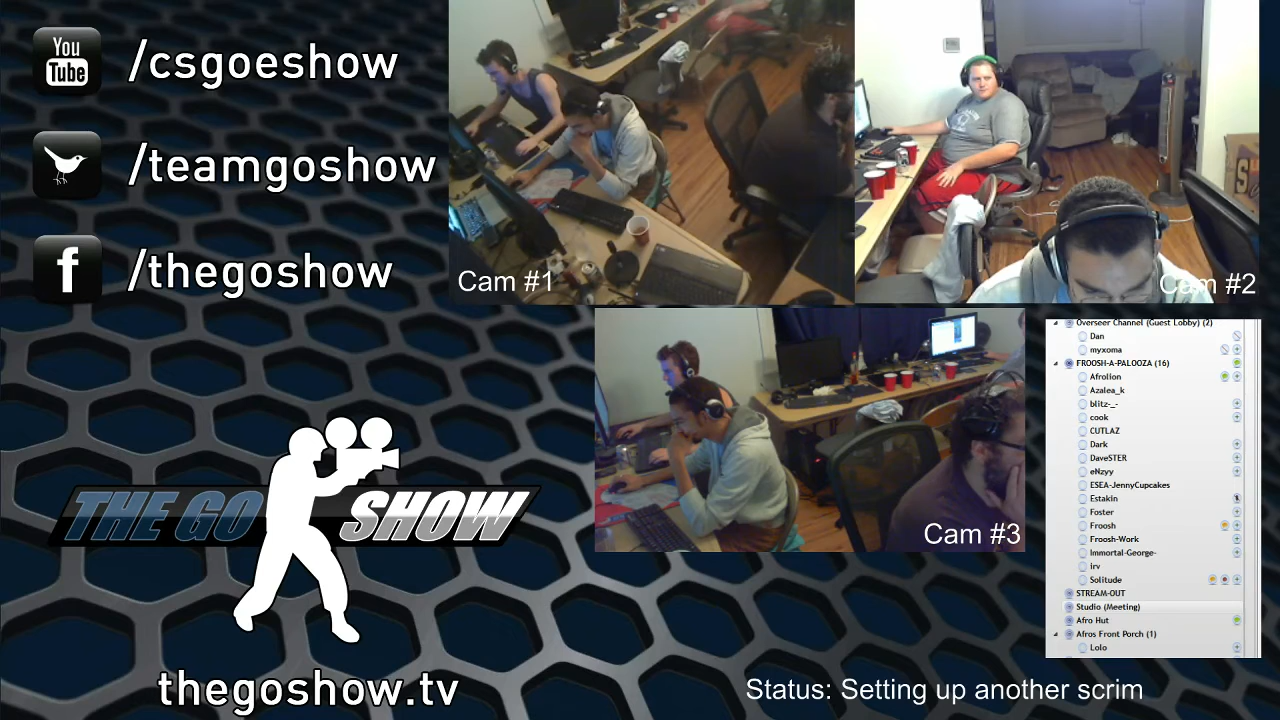 You
Tube
/csgoeshow
/teamgoshow
f
/thegoshow
THE GO SHOW
thegoshow.tv
Cam #1
Cam #2
Cam #3
Overseer Channel (Guest Lobby) (2)
Dan
myxoma
FROOSH-A-PALOOZA (16)
Afrolion
Azalea_k
blitz-_-
cook
CUTLAZ
Dark
DaveSTER
eNzyy
ESEA-JennyCupcakes
Estakin
Foster
Froosh
Froosh-Work
Immortal-George-
irv
Solitude
STREAM-OUT
Studio (Meeting)
Afro Hut
Afros Front Porch (1)
Lolo
Status: Setting up another scrim